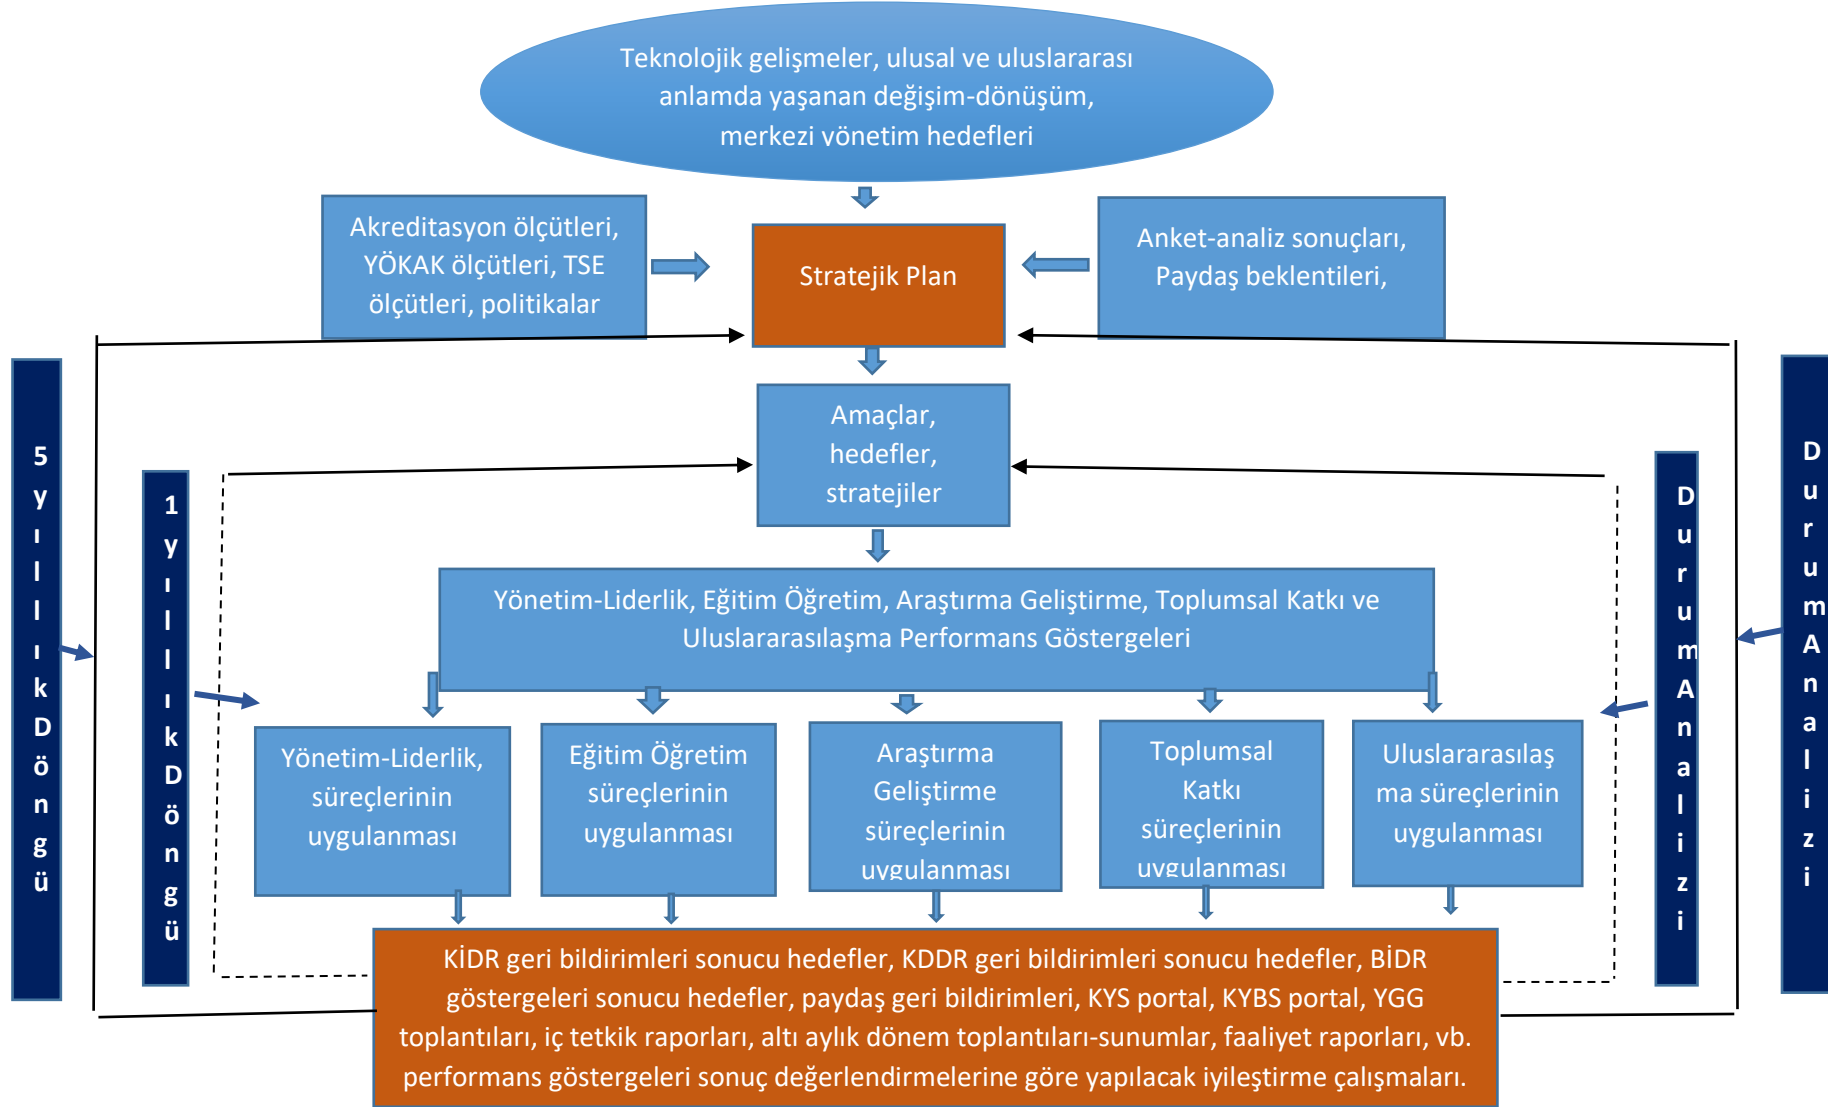 Teknolojik gelişmeler, ulusal ve uluslararası
anlamda yaşanan değişim-dönüşüm,
merkezi yönetim hedefleri
Akreditasyon ölçütleri,
YÖKAK ölçütleri, TSE
ölçütleri, politikalar
Stratejik Plan
Anket-analiz sonuçları,
Paydaş beklentileri,
Amaçlar,
hedefler,
stratejiler
5 yıllık Döngü
1 yıllık Döngü
Durum Analizi
Durum Analizi
Yönetim-Liderlik, Eğitim Öğretim, Araştırma Geliştirme, Toplumsal Katkı ve
Uluslararasılaşma Performans Göstergeleri
Yönetim-Liderlik,
süreçlerinin
uygulanması
Eğitim Öğretim
süreçlerinin
uygulanması
Araştırma
Geliştirme
süreçlerinin
uygulanması
Toplumsal
Katkı
süreçlerinin
uygulanması
Uluslararasılaş
ma süreçlerinin
uygulanması
KİDR geri bildirimleri sonucu hedefler, KDDR geri bildirimleri sonucu hedefler, BİDR
göstergeleri sonucu hedefler, paydaş geri bildirimleri, KYS portal, KYBS portal, YGG
toplantıları, iç tetkik raporları, altı aylık dönem toplantıları-sunumlar, faaliyet raporları, vb.
performans göstergeleri sonuç değerlendirmelerine göre yapılacak iyileştirme çalışmaları.